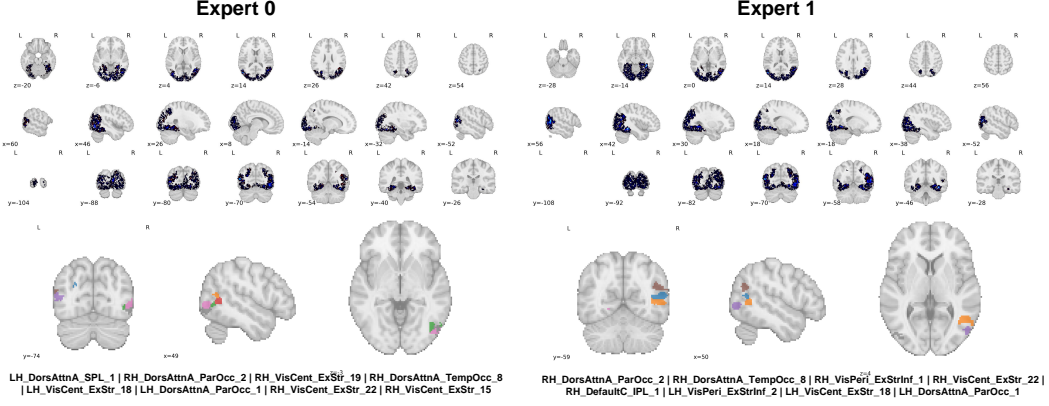 Expert 0
L R
z=-20 z=-6 z=4 z=14 z=26 z=42 z=54
x=60 x=46 x=26 x=8 x=-14 x=-32 x=-52
L R
y=-104 y=-88 y=-80 y=-70 y=-54 y=-40 y=-26
L R
y=-74 x=49 z=-3
LH_DorsAttnA_SPL_1 | RH_DorsAttnA_ParOcc_2 | RH_VisCent_ExStr_19 | RH_DorsAttnA_TempOcc_8
| LH_VisCent_ExStr_18 | LH_DorsAttnA_ParOcc_1 | RH_VisCent_ExStr_22 | RH_VisCent_ExStr_15
Expert 1
L R
z=-28 z=-14 z=0 z=14 z=28 z=44 z=56
x=56 x=42 x=30 x=18 x=-18 x=-38 x=-52
L R
y=-108 y=-92 y=-82 y=-70 y=-58 y=-46 y=-28
L R
y=-59 x=50 z=4
RH_DorsAttnA_ParOcc_2 | RH_DorsAttnA_TempOcc_8 | RH_VisPeri_ExStrInf_1 | RH_VisCent_ExStr_22 |
RH_DefaultC_IPL_1 | LH_VisPeri_ExStrInf_2 | LH_VisCent_ExStr_18 | LH_DorsAttnA_ParOcc_1